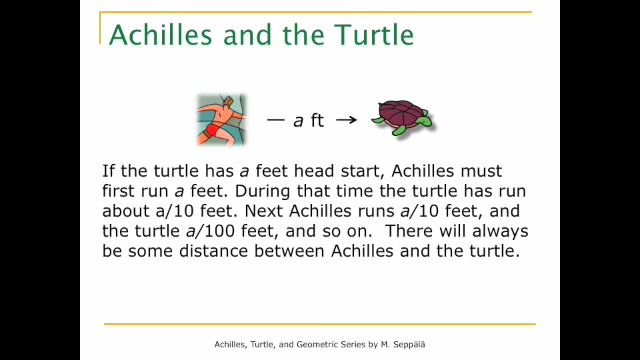 Achilles and the Turtle
— a ft →
If the turtle has a feet head start, Achilles must
first run a feet. During that time the turtle has run
about a/10 feet. Next Achilles runs a/10 feet, and
the turtle a/100 feet, and so on.  There will always
be some distance between Achilles and the turtle.
Achilles, Turtle, and Geometric Series by M. Seppälä